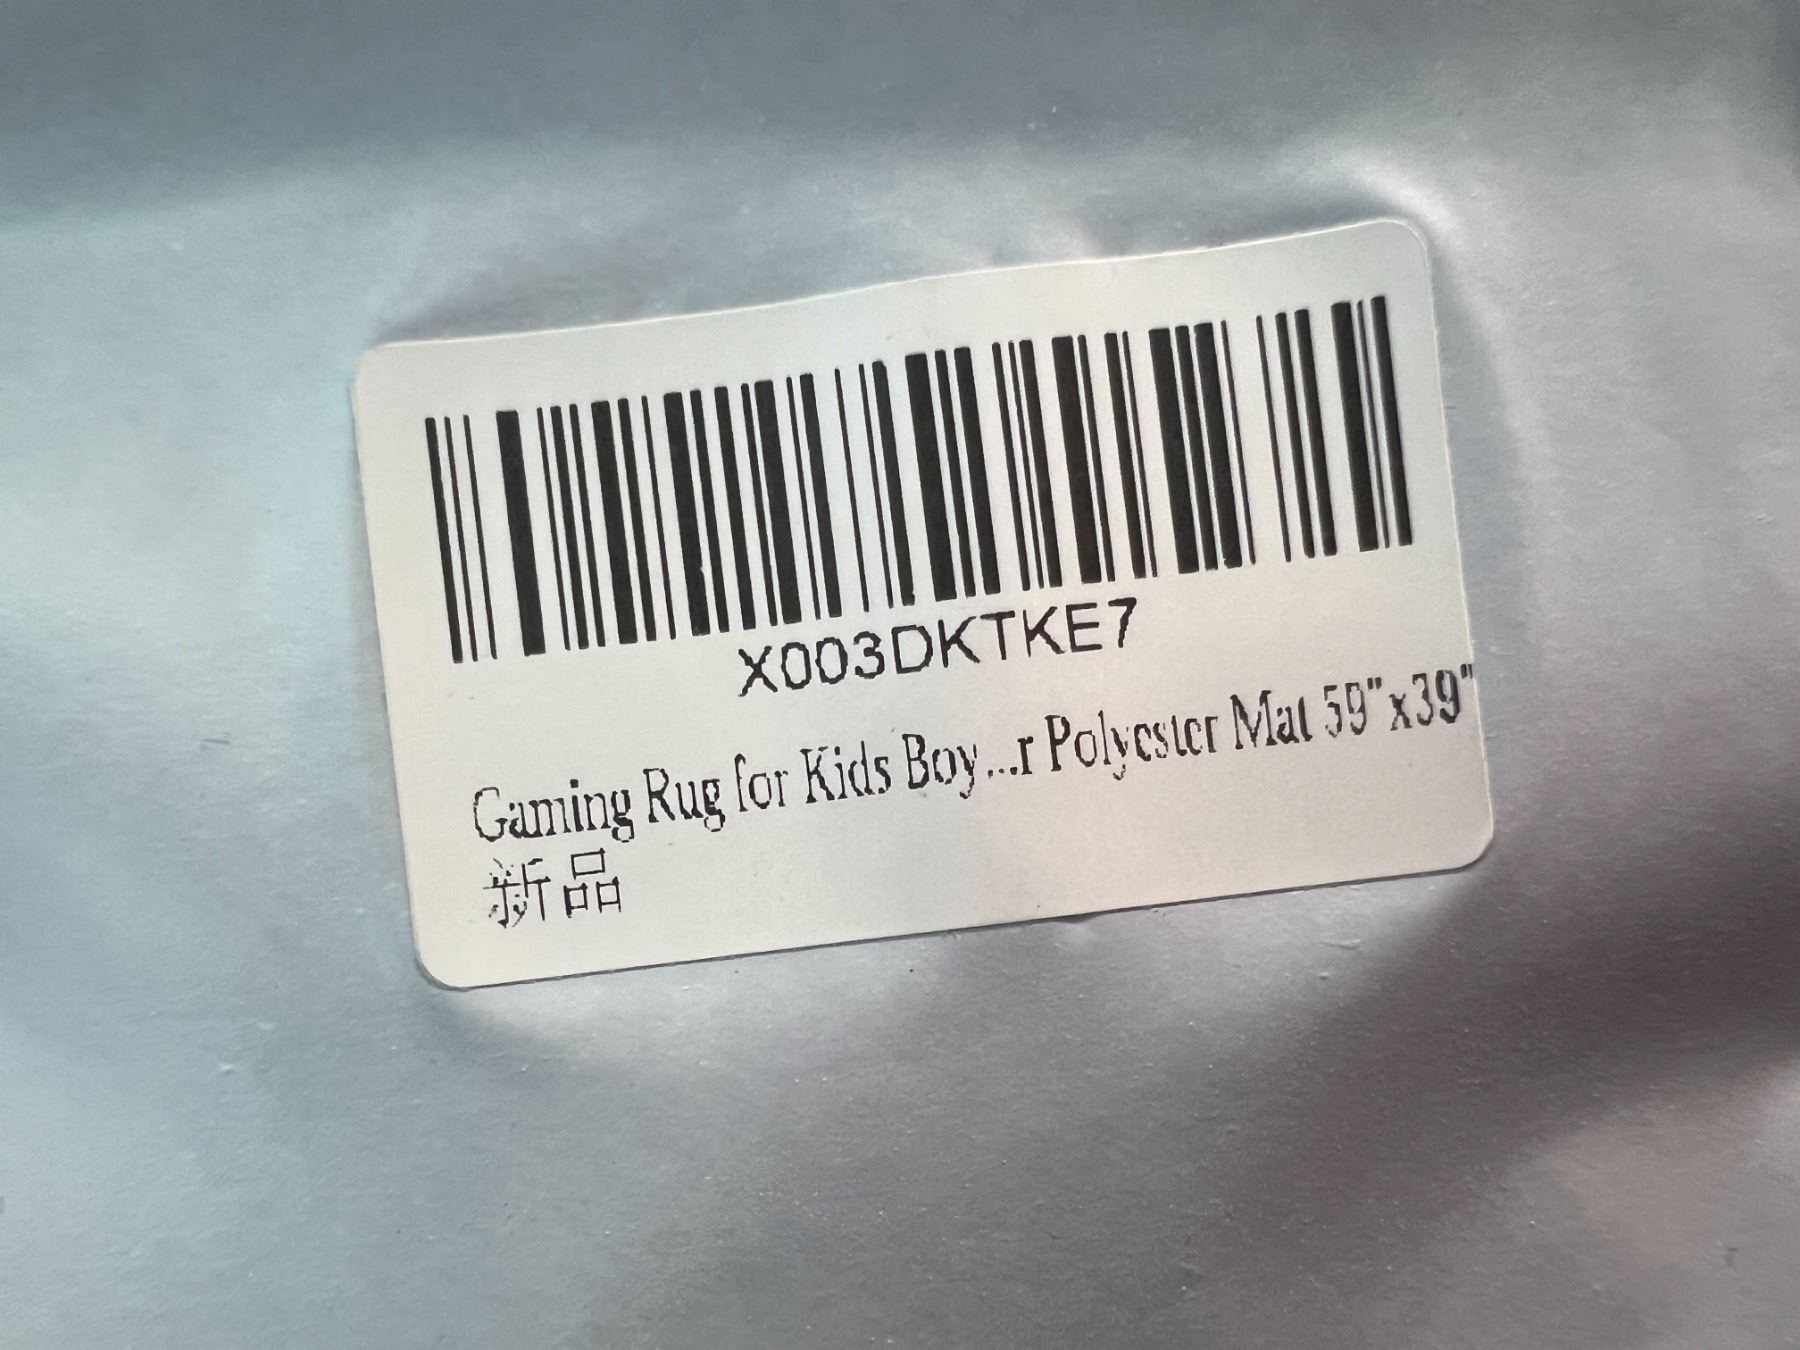 X003DKTKE7
Gaming Rug for Kids Boy...r Polyester Mat 59"x39"
新品